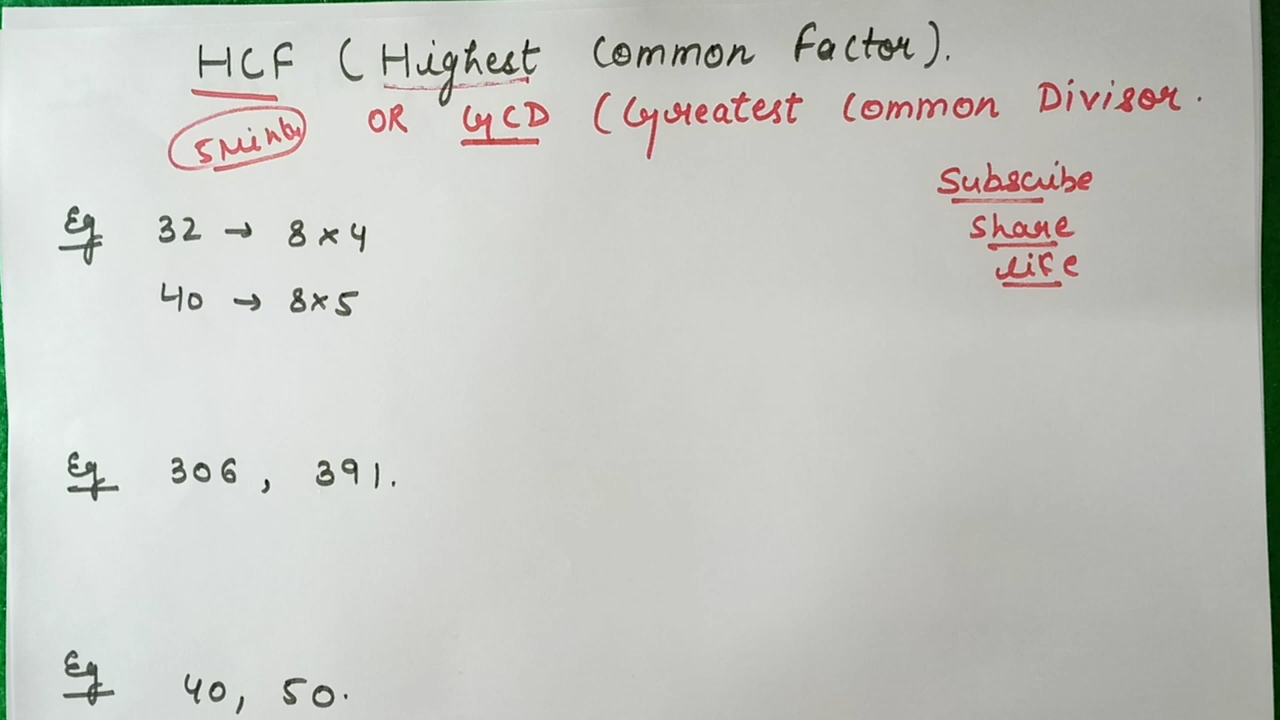 HCF (Highest Common Factor).
OR GCD (Greatest Common Divisor.
Subscribe
Share
Eg 32 → 8 × 4
like
40 → 8 × 5
Eg 306, 391.
Eg 40, 50.